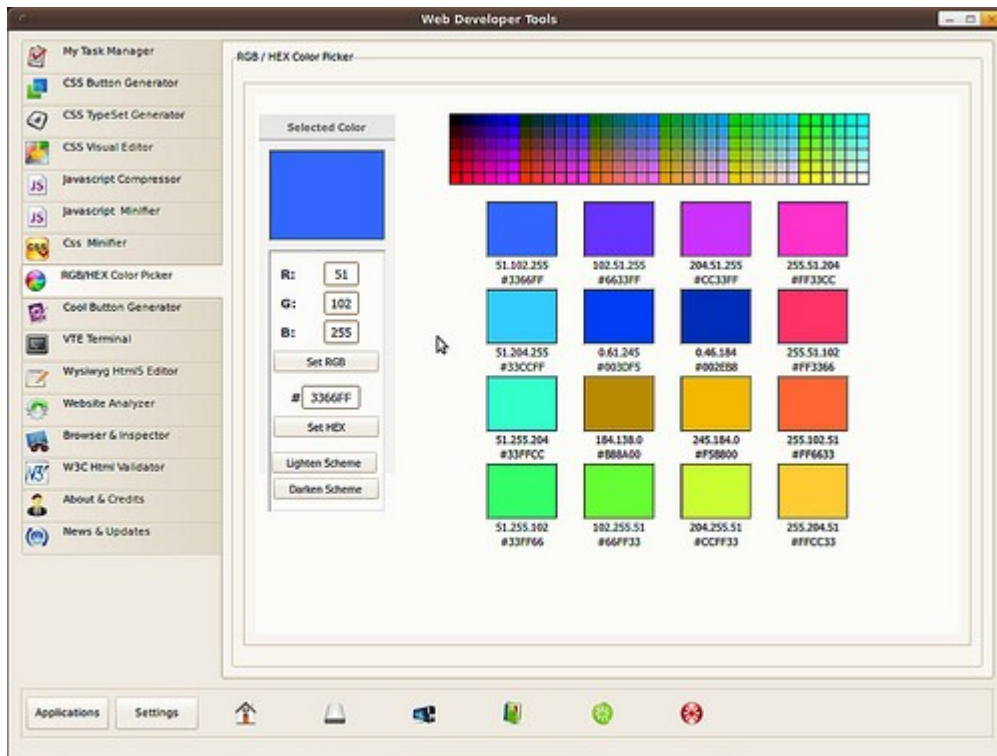 Web Developer Tools
My Task Manager
CSS Button Generator
CSS TypeSet Generator
CSS Visual Editor
Javascript Compressor
Javascript Minifier
Css Minifier
RGB/HEX Color Picker
Cool Button Generator
VTE Terminal
Wysiwyg Html5 Editor
Website Analyzer
Browser & Inspector
W3C Html Validator
About & Credits
News & Updates
RGB / HEX Color Picker
Selected Color
R: 51
G: 102
B: 255
Set RGB
# 3366FF
Set HEX
Lighten Scheme
Darken Scheme
51.102.255 102.51.255 204.51.255 255.51.204
#3366FF #6633FF #CC33FF #FF33CC
51.204.255 0.61.245 0.46.184 255.51.102
#33CCFF #003DF5 #002EB8 #FF3366
51.255.204 184.138.0 245.184.0 255.102.51
#33FFCC #B88A00 #F5B800 #FF6633
51.255.102 102.255.51 204.255.51 255.204.51
#33FF66 #66FF33 #CCFF33 #FFCC33
Applications Settings